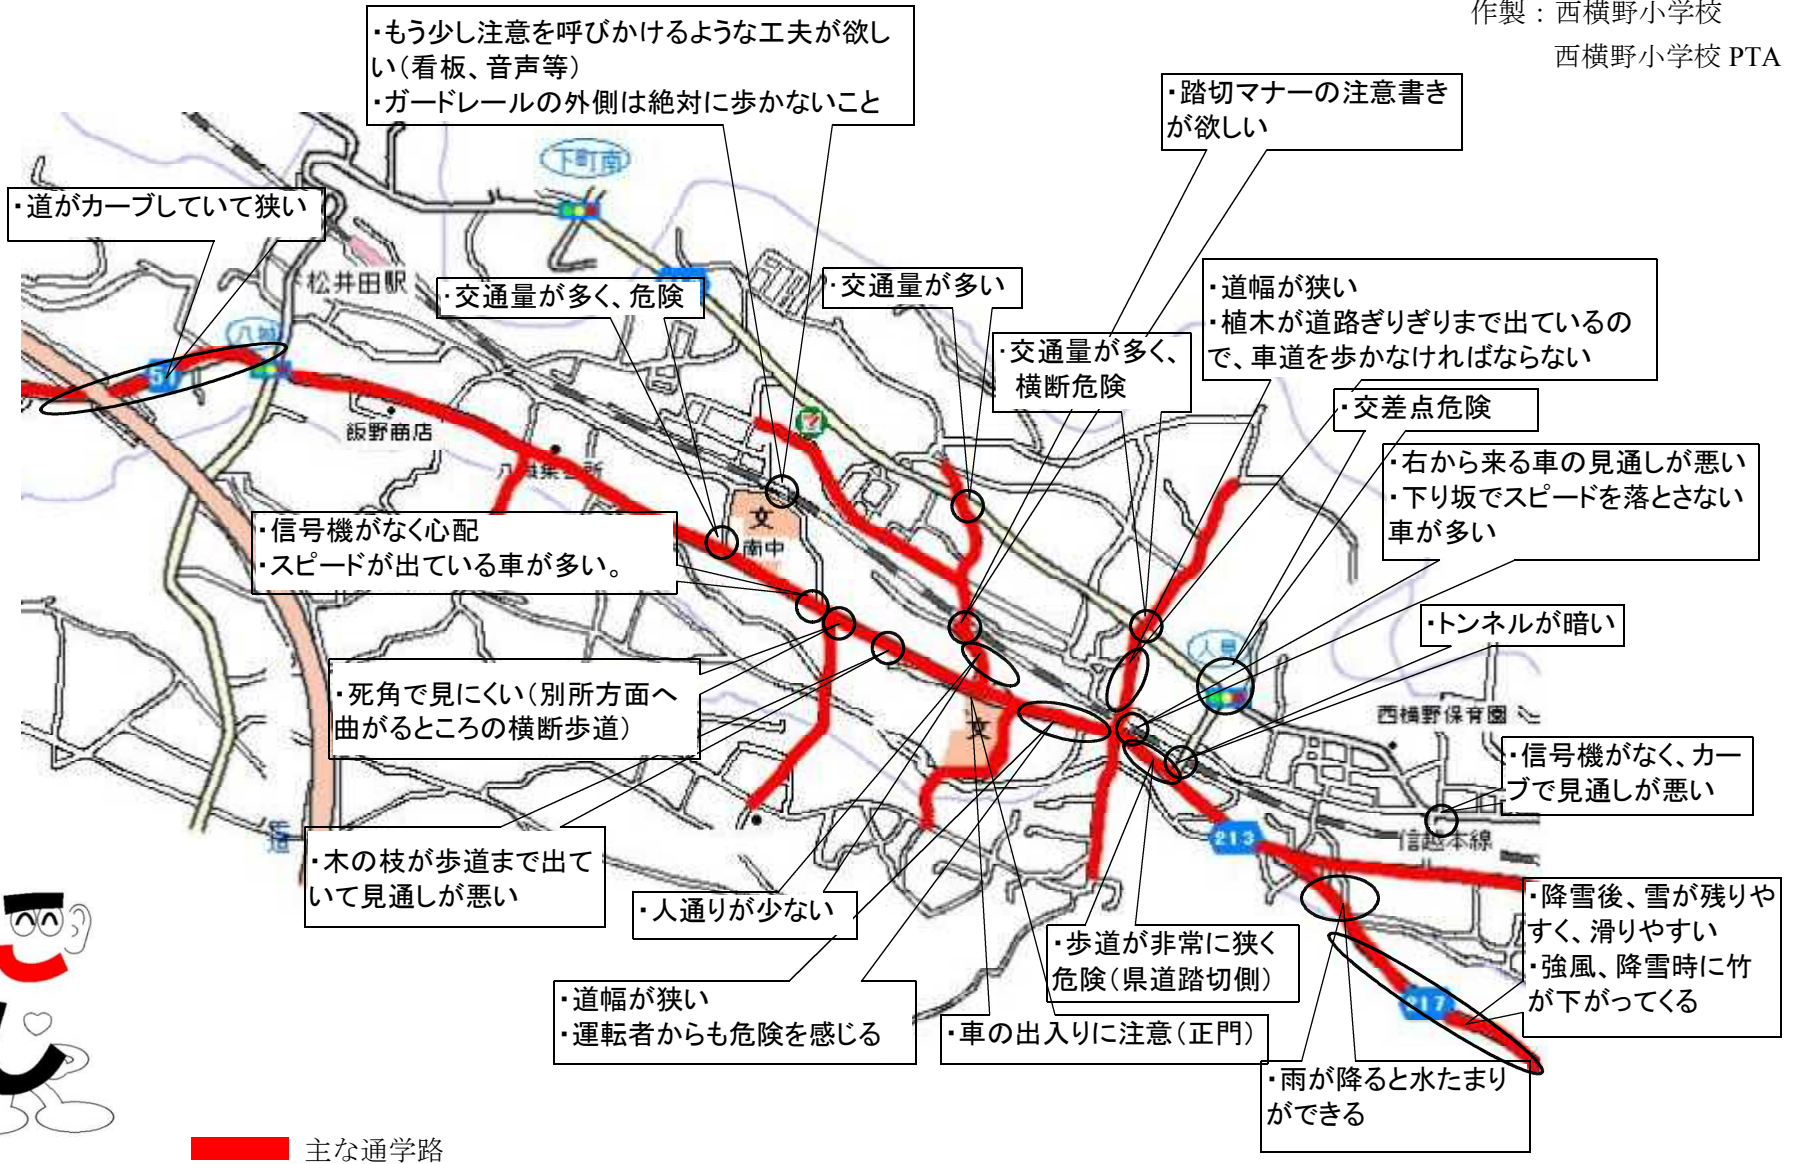 作製：西横野小学校
西横野小学校 PTA
・もう少し注意を呼びかけるような工夫が欲し
い（看板、音声等）
・ガードレールの外側は絶対に歩かないこと
・踏切マナーの注意書き
が欲しい
下町南
・道がカーブしていて狭い
松井田駅
・交通量が多く、危険
・交通量が多い
・道幅が狭い
・植木が道路ぎりぎりまで出ているの
で、車道を歩かなければならない
・交通量が多く、
横断危険
八城
51
・交差点危険
飯野商店
・右から来る車の見通しが悪い
・下り坂でスピードを落とさない
車が多い
文
南中
・信号機がなく心配
・スピードが出ている車が多い。
・トンネルが暗い
人見
・死角で見にくい（別所方面へ
曲がるところの横断歩道）
文
西横野保育園
・信号機がなく、カー
ブで見通しが悪い
道
213
信越本線
・木の枝が歩道まで出て
いて見通しが悪い
・人通りが少ない
・降雪後、雪が残りや
すく、滑りやすい
・強風、降雪時に竹
が下がってくる
・歩道が非常に狭く
危険（県道踏切側）
217
・道幅が狭い
・運転者からも危険を感じる
・車の出入りに注意（正門）
・雨が降ると水たまり
ができる
主な通学路